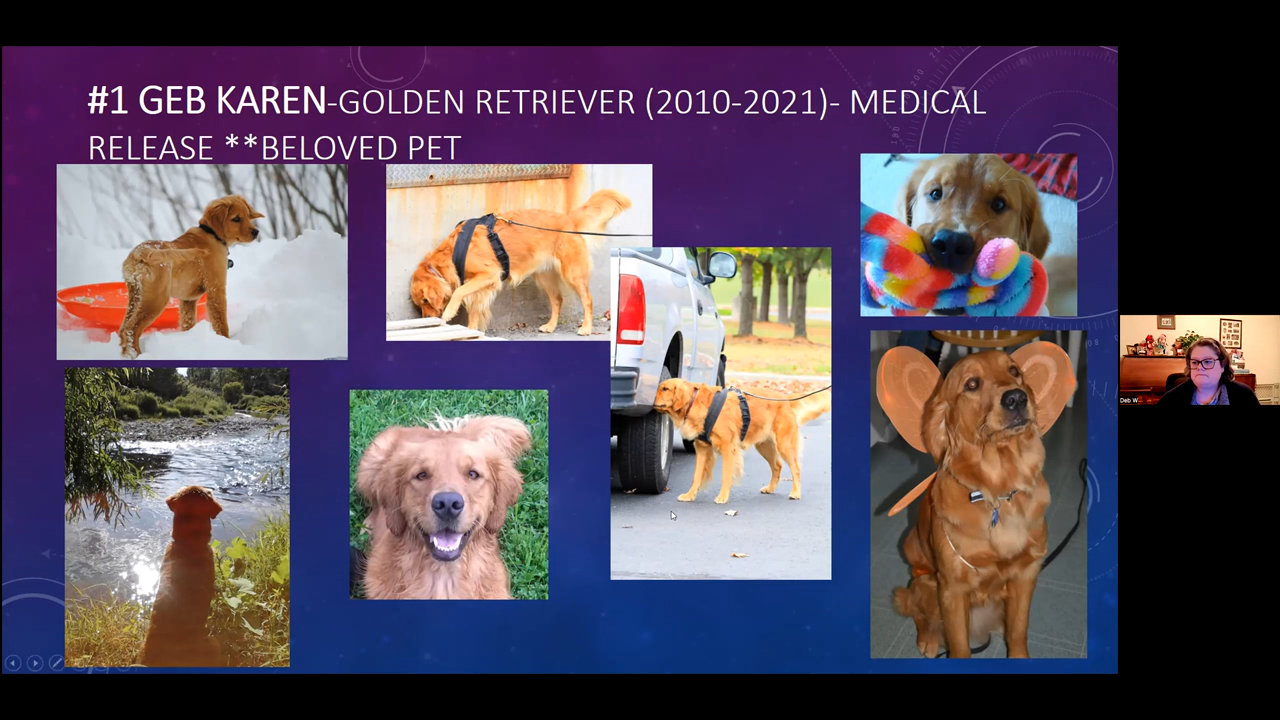 #1 GEB KAREN-GOLDEN RETRIEVER (2010-2021)- MEDICAL
RELEASE **BELOVED PET
Deb W